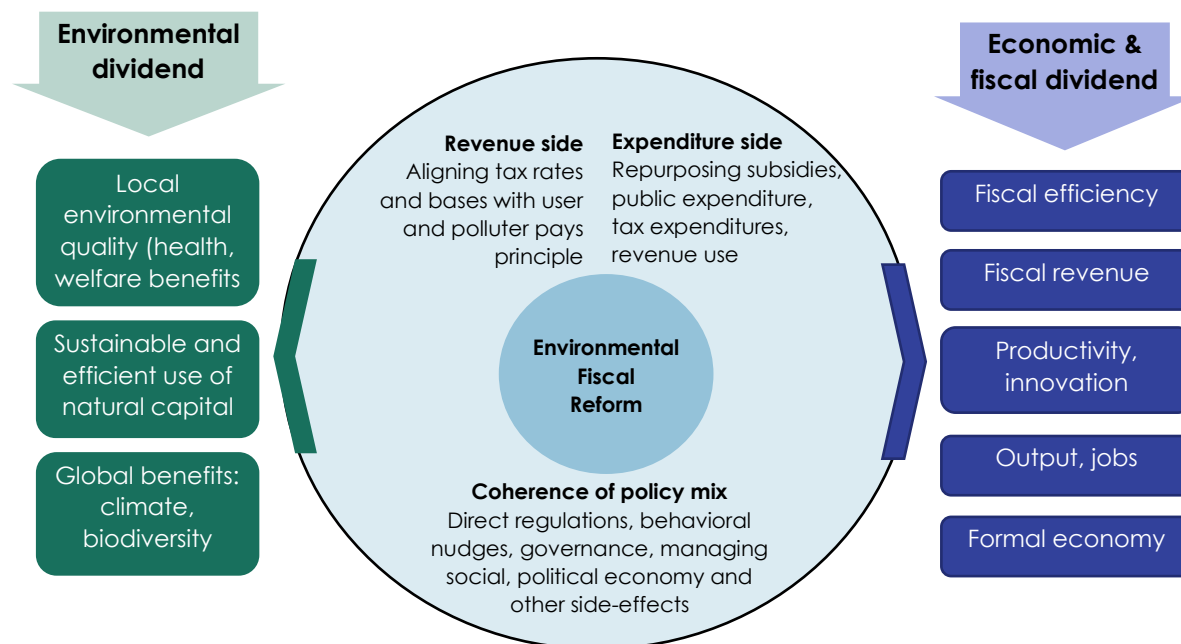 Environmental
dividend
Local
environmental
quality (health,
welfare benefits
Sustainable and
efficient use of
natural capital
Global benefits:
climate,
biodiversity
Revenue side
Aligning tax rates
and bases with user
and polluter pays
principle
Expenditure side
Repurposing subsidies,
public expenditure,
tax expenditures,
revenue use
Environmental
Fiscal
Reform
Coherence of policy mix
Direct regulations, behavioral
nudges, governance, managing
social, political economy and
other side-effects
Economic &
fiscal dividend
Fiscal efficiency
Fiscal revenue
Productivity,
innovation
Output, jobs
Formal economy